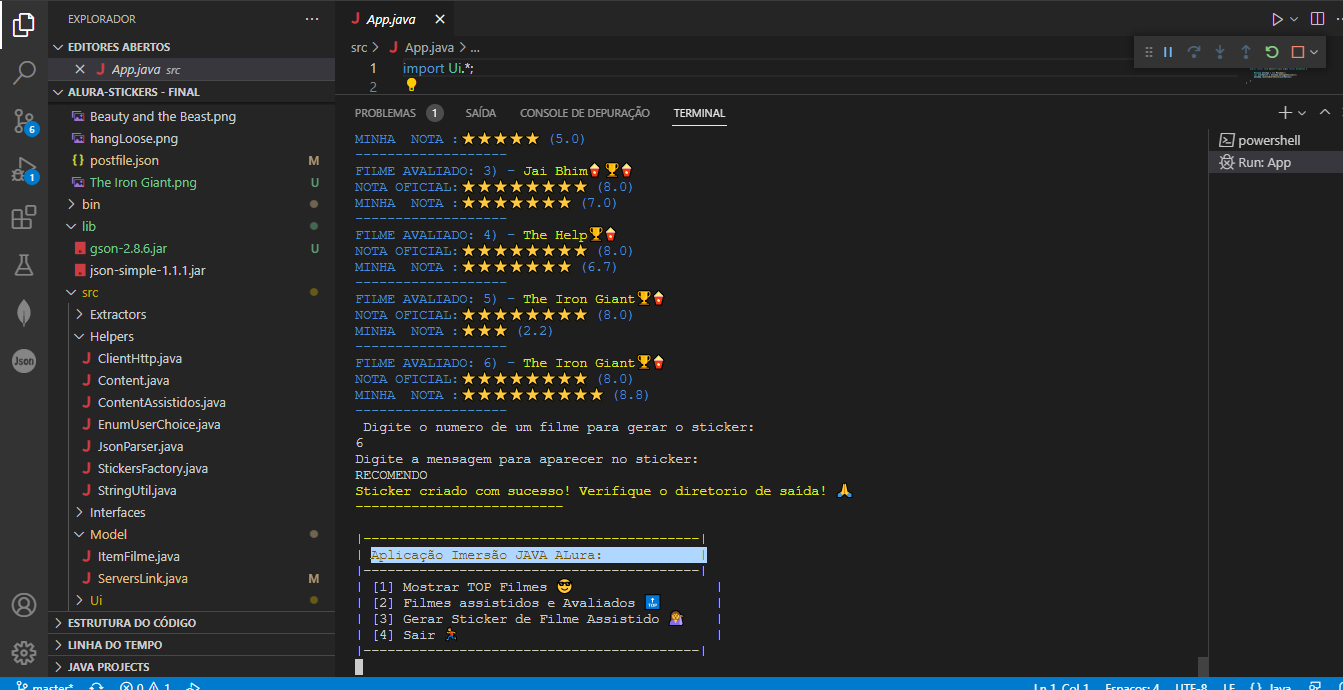 EXPLORADOR
EDITORES ABERTOS
App.java src
ALURA-STICKERS - FINAL
Beauty and the Beast.png
hangLoose.png
postfile.json M
The Iron Giant.png U
bin
lib
gson-2.8.6.jar U
json-simple-1.1.1.jar
src
Extractors
Helpers
ClientHttp.java
Content.java
ContentAssistidos.java
EnumUserChoice.java
JsonParser.java
StickersFactory.java
StringUtil.java
Interfaces
Model
ItemFilme.java
ServersLink.java M
Ui
ESTRUTURA DO CÓDIGO
LINHA DO TEMPO
JAVA PROJECTS
6
1
Json
App.java
src > App.java > ...
1 import Ui.*;
2
PROBLEMAS 1 SAÍDA CONSOLE DE DEPURAÇÃO TERMINAL
powershell
Run: App
MINHA  NOTA :⭐⭐⭐⭐⭐ (5.0)
-------------------
FILME AVALIADO: 3) - Jai Bhim🍿🏆🍿
NOTA OFICIAL:⭐⭐⭐⭐⭐⭐⭐⭐ (8.0)
MINHA  NOTA :⭐⭐⭐⭐⭐⭐⭐ (7.0)
-------------------
FILME AVALIADO: 4) - The Help🏆🍿
NOTA OFICIAL:⭐⭐⭐⭐⭐⭐⭐⭐ (8.0)
MINHA  NOTA :⭐⭐⭐⭐⭐⭐⭐ (6.7)
-------------------
FILME AVALIADO: 5) - The Iron Giant🏆🍿
NOTA OFICIAL:⭐⭐⭐⭐⭐⭐⭐⭐ (8.0)
MINHA  NOTA :⭐⭐⭐ (2.2)
-------------------
FILME AVALIADO: 6) - The Iron Giant🏆🍿
NOTA OFICIAL:⭐⭐⭐⭐⭐⭐⭐⭐ (8.0)
MINHA  NOTA :⭐⭐⭐⭐⭐⭐⭐⭐⭐ (8.8)
-------------------
Digite o numero de um filme para gerar o sticker:
6
Digite a mensagem para aparecer no sticker:
RECOMENDO
Sticker criado com sucesso! Verifique o diretorio de saída! 🙏
--------------------------
|------------------------------------------|
| Aplicação Imersão JAVA ALura: |
|------------------------------------------|
| [1] Mostrar TOP Filmes 😎 |
| [2] Filmes assistidos e Avaliados 🔝 |
| [3] Gerar Sticker de Filme Assistido 🙎 |
| [4] Sair 🏃 |
|------------------------------------------|
master* 0 1 Ln 1, Col 1 Espaços: 4 UTF-8 LF {} Java